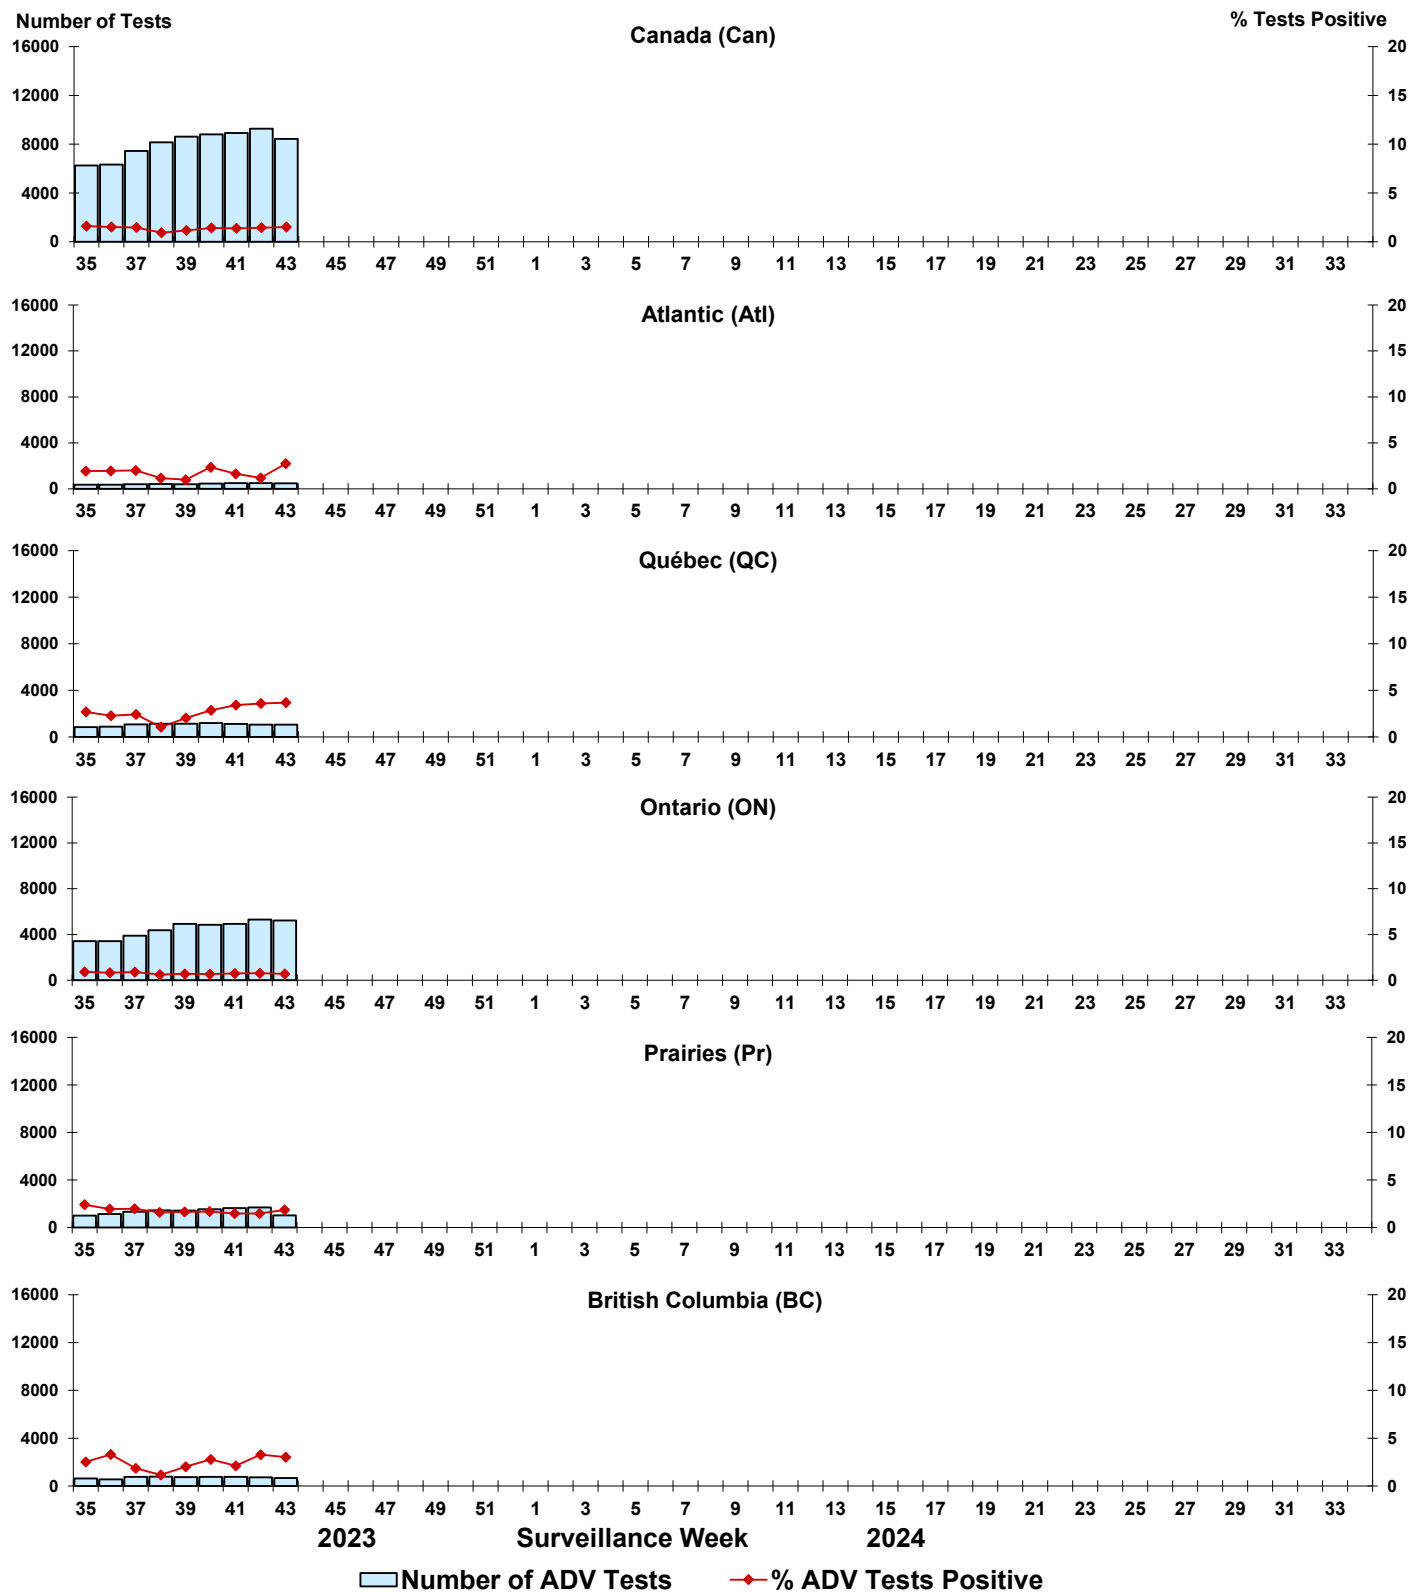 Number of Tests
% Tests Positive
Canada (Can)
16000 20
12000 15
8000 10
4000 5
0 0
35 37 39 41 43 45 47 49 51 1 3 5 7 9 11 13 15 17 19 21 23 25 27 29 31 33
Atlantic (Atl)
16000 20
12000 15
8000 10
4000 5
0 0
35 37 39 41 43 45 47 49 51 1 3 5 7 9 11 13 15 17 19 21 23 25 27 29 31 33
Québec (QC)
16000 20
12000 15
8000 10
4000 5
0 0
35 37 39 41 43 45 47 49 51 1 3 5 7 9 11 13 15 17 19 21 23 25 27 29 31 33
Ontario (ON)
16000 20
12000 15
8000 10
4000 5
0 0
35 37 39 41 43 45 47 49 51 1 3 5 7 9 11 13 15 17 19 21 23 25 27 29 31 33
Prairies (Pr)
16000 20
12000 15
8000 10
4000 5
0 0
35 37 39 41 43 45 47 49 51 1 3 5 7 9 11 13 15 17 19 21 23 25 27 29 31 33
British Columbia (BC)
16000 20
12000 15
8000 10
4000 5
0 0
35 37 39 41 43 45 47 49 51 1 3 5 7 9 11 13 15 17 19 21 23 25 27 29 31 33
2023 Surveillance Week 2024
Number of ADV Tests % ADV Tests Positive